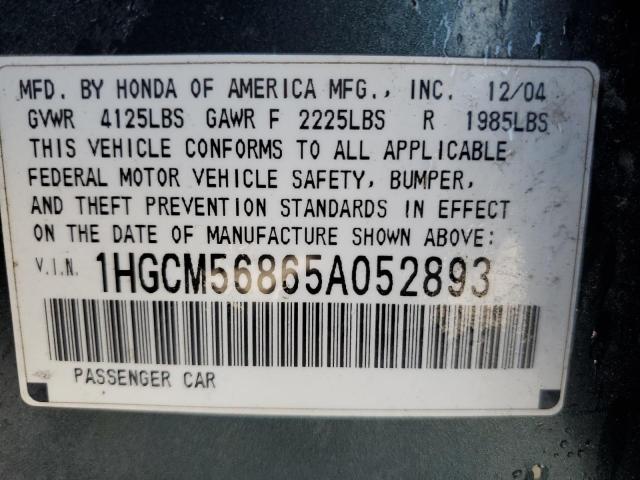 MFD. BY HONDA OF AMERICA MFG., INC. 12/04
GVWR 4125LBS GAWR F 2225LBS R 1985LBS
THIS VEHICLE CONFORMS TO ALL APPLICABLE
FEDERAL MOTOR VEHICLE SAFETY, BUMPER,
AND THEFT PREVENTION STANDARDS IN EFFECT
ON THE DATE OF MANUFACTURE SHOWN ABOVE:
V.I.N. 1HGCM56865A052893
PASSENGER CAR